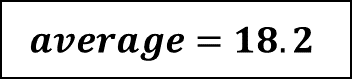 average = 18.2